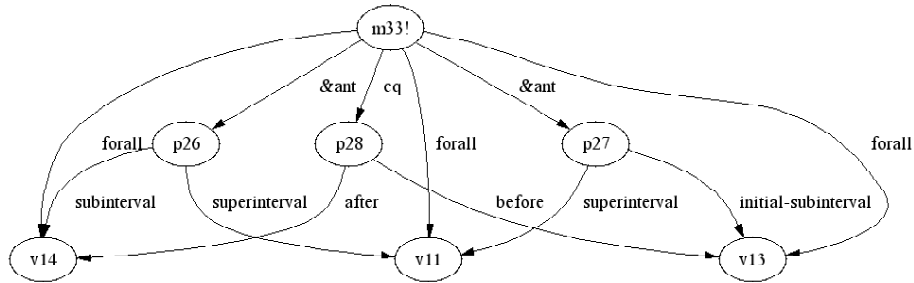 m33!
&ant cq &ant
forall p26 p28 forall p27 forall
subinterval superinterval after before superinterval initial-subinterval
v14 v11 v13